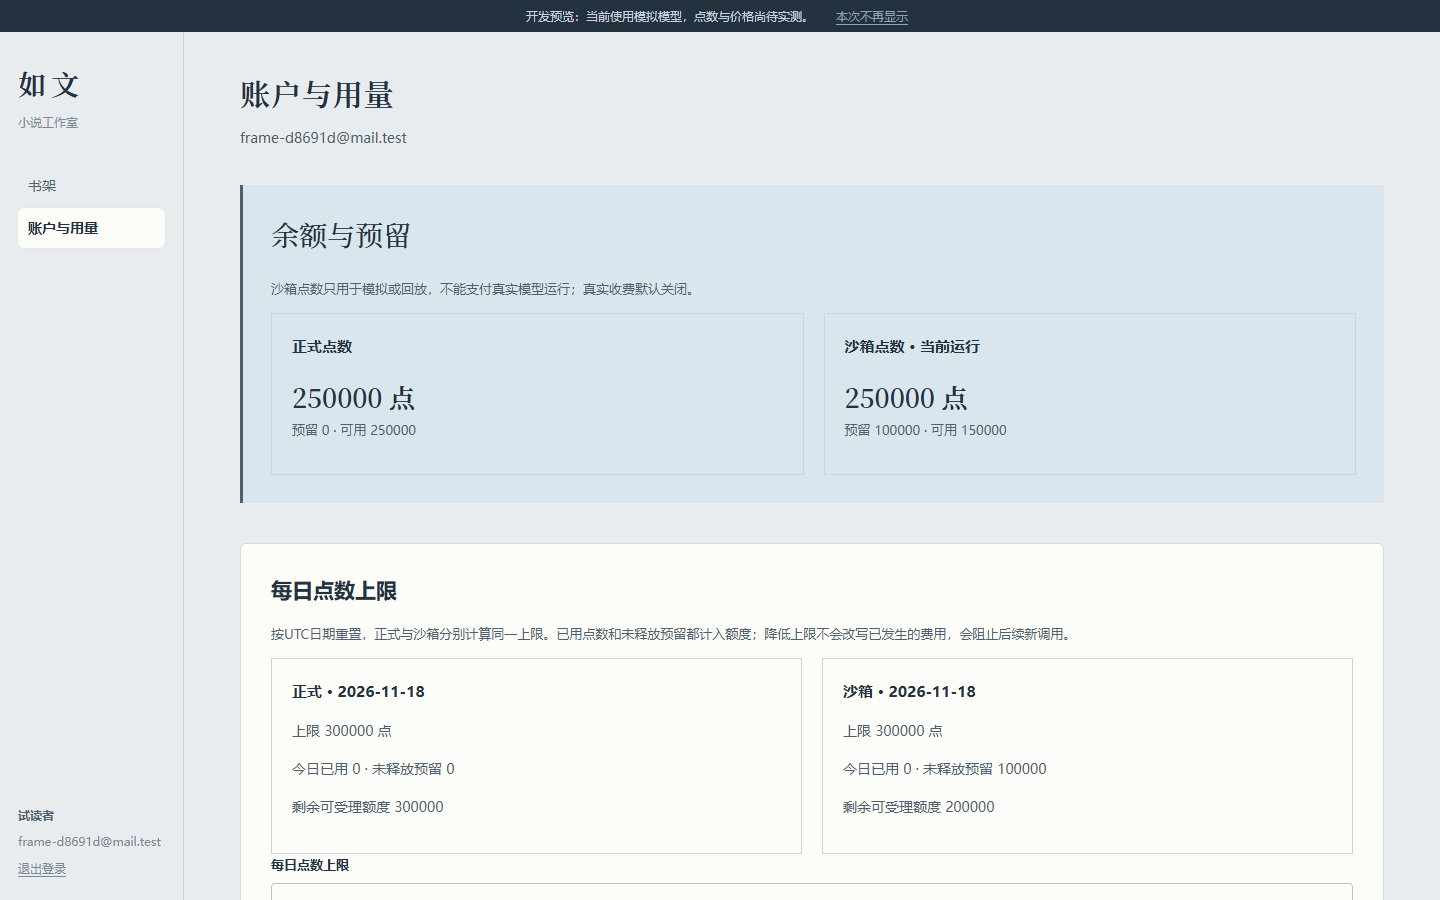 开发预览：当前使用模拟模型，点数与价格尚待实测。 本次不再显示
如文
小说工作室
书架
账户与用量
试读者
frame-d8691d@mail.test
退出登录
账户与用量
frame-d8691d@mail.test
余额与预留
沙箱点数只用于模拟或回放，不能支付真实模型运行；真实收费默认关闭。
正式点数
250000 点
预留 0 · 可用 250000
沙箱点数 • 当前运行
250000 点
预留 100000 · 可用 150000
每日点数上限
按UTC日期重置，正式与沙箱分别计算同一上限。已用点数和未释放预留都计入额度；降低上限不会改写已发生的费用，会阻止后续新调用。
正式 • 2026-11-18
上限 300000 点
今日已用 0 · 未释放预留 0
剩余可受理额度 300000
沙箱 • 2026-11-18
上限 300000 点
今日已用 0 · 未释放预留 100000
剩余可受理额度 200000
每日点数上限